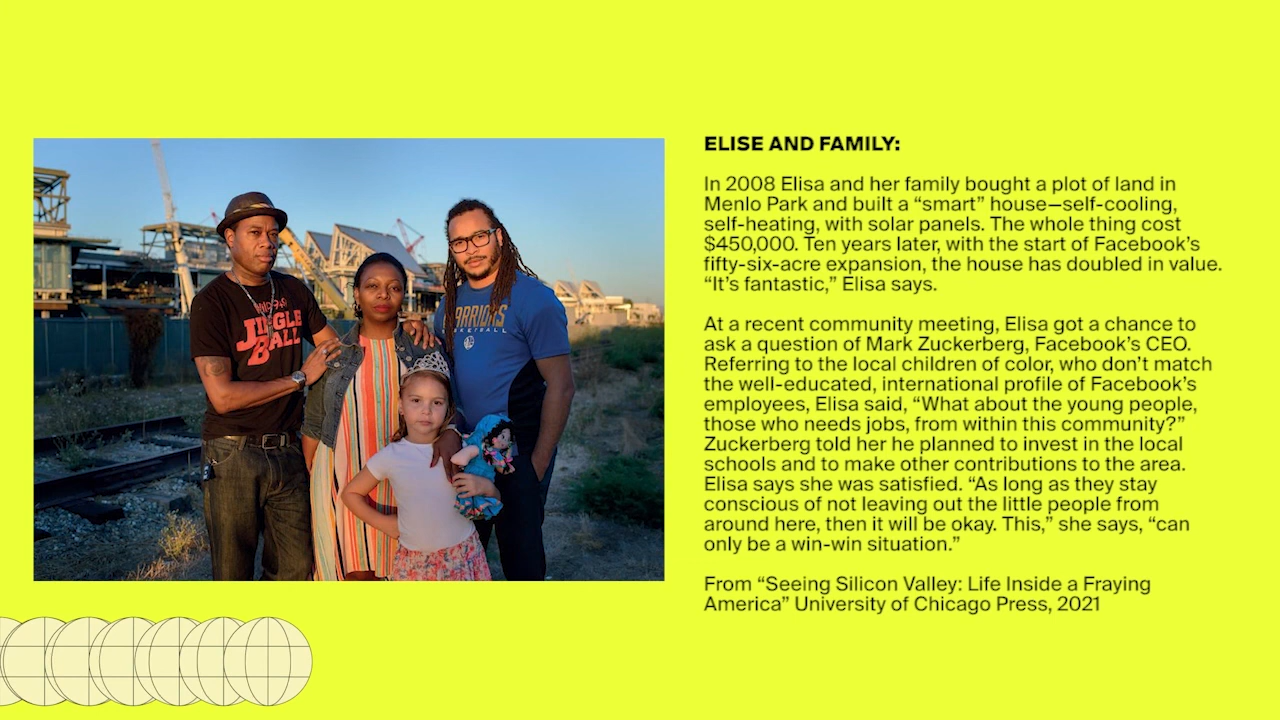 ELISE AND FAMILY:
In 2008 Elisa and her family bought a plot of land in
Menlo Park and built a “smart” house—self-cooling,
self-heating, with solar panels. The whole thing cost
$450,000. Ten years later, with the start of Facebook’s
fifty-six-acre expansion, the house has doubled in value.
“It’s fantastic,” Elisa says.
At a recent community meeting, Elisa got a chance to
ask a question of Mark Zuckerberg, Facebook’s CEO.
Referring to the local children of color, who don’t match
the well-educated, international profile of Facebook’s
employees, Elisa said, “What about the young people,
those who needs jobs, from within this community?”
Zuckerberg told her he planned to invest in the local
schools and to make other contributions to the area.
Elisa says she was satisfied. “As long as they stay
conscious of not leaving out the little people from
around here, then it will be okay. This,” she says, “can
only be a win-win situation.”
From “Seeing Silicon Valley: Life Inside a Fraying
America” University of Chicago Press, 2021
JINGLE
BALL
WARRIORS
BASKETBALL